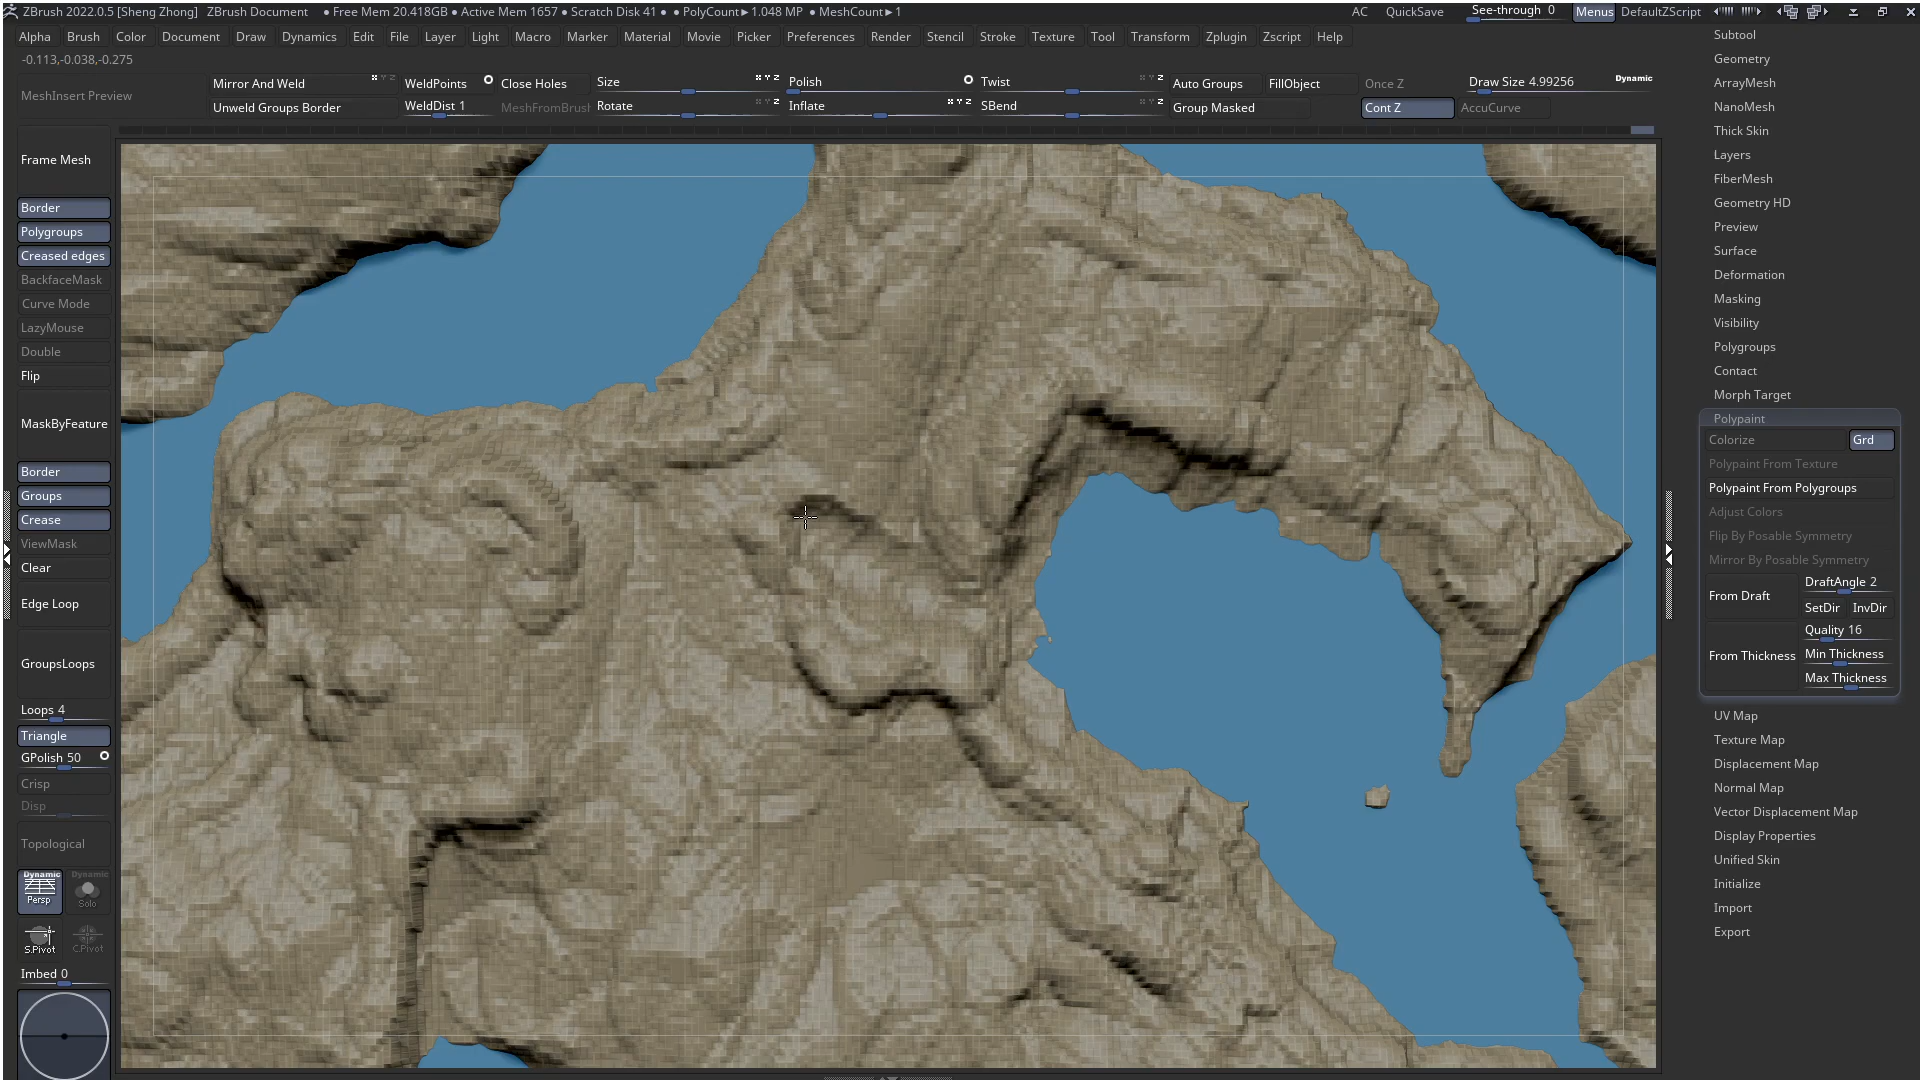 ZBrush 2022.0.5 [Sheng Zhong] ZBrush Document ● Free Mem 20.418GB ● Active Mem 1657 ● Scratch Disk 41 ● ● PolyCount► 1.048 MP ● MeshCount► 1 AC QuickSave See-through 0 Menus DefaultZScript
Alpha Brush Color Document Draw Dynamics Edit File Layer Light Macro Marker Material Movie Picker Preferences Render Stencil Stroke Texture Tool Transform Zplugin Zscript Help
-0.113,-0.038,-0.275
MeshInsert Preview
Mirror And Weld WeldPoints Close Holes Size Polish Twist Auto Groups FillObject Once Z Draw Size 4.99256 Dynamic
Unweld Groups Border WeldDist 1 MeshFromBrush Rotate Inflate SBend Group Masked Cont Z AccuCurve
Frame Mesh
Border
Polygroups
Creased edges
BackfaceMask
Curve Mode
LazyMouse
Double
Flip
MaskByFeature
Border
Groups
Crease
ViewMask
Clear
Edge Loop
GroupsLoops
Loops 4
Triangle
GPolish 50
Crisp
Disp
Topological
Dynamic Dynamic
Persp Solo
S.Pivot C.Pivot
Imbed 0
Subtool
Geometry
ArrayMesh
NanoMesh
Thick Skin
Layers
FiberMesh
Geometry HD
Preview
Surface
Deformation
Masking
Visibility
Polygroups
Contact
Morph Target
Polypaint
Colorize Grd
Polypaint From Texture
Polypaint From Polygroups
Adjust Colors
Flip By Posable Symmetry
Mirror By Posable Symmetry
From Draft DraftAngle 2
SetDir InvDir
From Thickness Quality 16
Min Thickness
Max Thickness
UV Map
Texture Map
Displacement Map
Normal Map
Vector Displacement Map
Display Properties
Unified Skin
Initialize
Import
Export